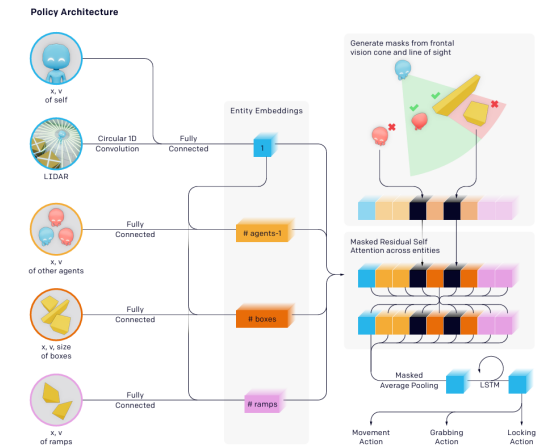 Policy Architecture
x, v
of self
LIDAR
Circular 1D
Convolution
Fully
Connected
Entity Embeddings
1
x, v
of other agents
Fully
Connected
# agents-1
x, v, size
of boxes
Fully
Connected
# boxes
x, v
of ramps
Fully
Connected
# ramps
Generate masks from frontal
vision cone and line of sight
Masked Residual Self
Attention across entities
Masked
Average Pooling
LSTM
Movement
Action
Grabbing
Action
Locking
Action